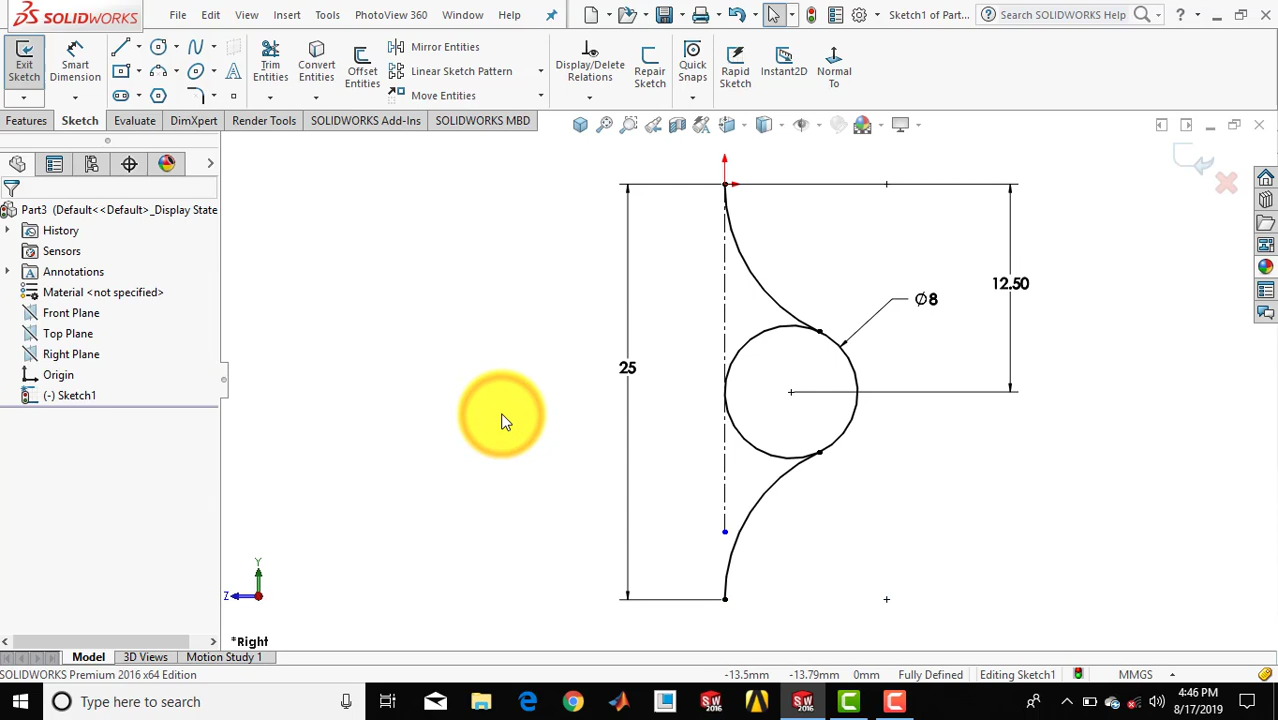 SOLIDWORKS
File Edit View Insert Tools PhotoView 360 Window Help
Sketch1 of Part...
Search SOLIDWORKS Help
?
Exit Sketch
Smart Dimension
Trim Entities
Convert Entities
Offset Entities
Mirror Entities
Linear Sketch Pattern
Move Entities
Display/Delete Relations
Repair Sketch
Quick Snaps
Rapid Sketch
Instant2D
Normal To
Features Sketch Evaluate DimXpert Render Tools SOLIDWORKS Add-Ins SOLIDWORKS MBD
Part3 (Default<<Default>_Display State
History
Sensors
Annotations
Material <not specified>
Front Plane
Top Plane
Right Plane
Origin
(-) Sketch1
12.50
Ø8
25
Y
Z
*Right
Model 3D Views Motion Study 1
SOLIDWORKS Premium 2016 x64 Edition
-13.5mm -13.79mm 0mm Fully Defined Editing Sketch1 MMGS
Type here to search
SW 2016
SW 2016
4:46 PM
8/17/2019